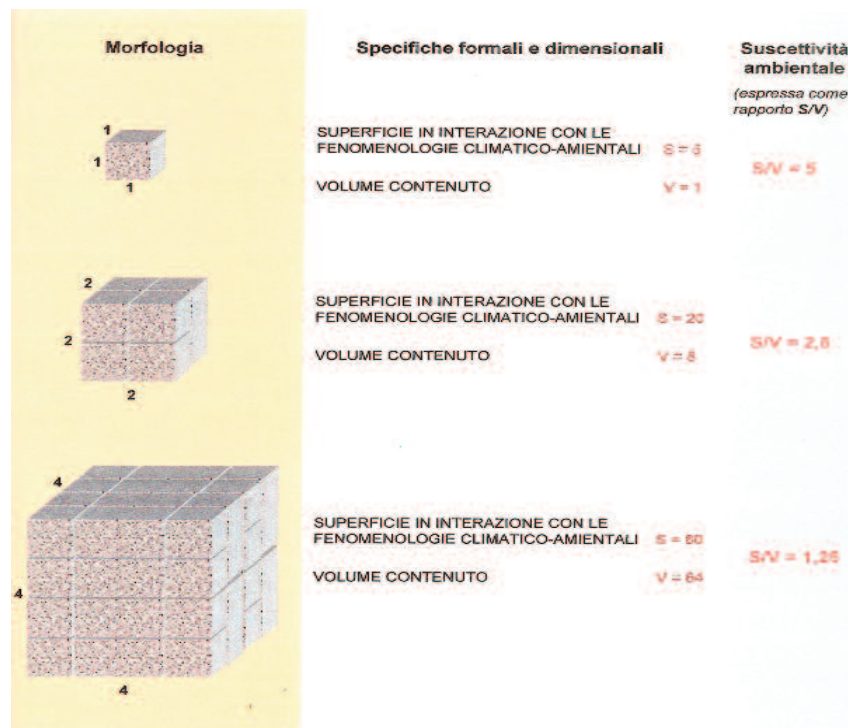 Morfologia
Specifiche formali e dimensionali
Suscettività
ambientale
(espressa come
rapporto S/V)
1
1
1
SUPERFICIE IN INTERAZIONE CON LE
FENOMENOLOGIE CLIMATICO-AMIENTALI S = 5
VOLUME CONTENUTO V = 1
S/V = 5
2
2
2
SUPERFICIE IN INTERAZIONE CON LE
FENOMENOLOGIE CLIMATICO-AMIENTALI S = 20
VOLUME CONTENUTO V = 8
S/V = 2,5
4
4
4
SUPERFICIE IN INTERAZIONE CON LE
FENOMENOLOGIE CLIMATICO-AMIENTALI S = 80
VOLUME CONTENUTO V = 64
S/V = 1,25